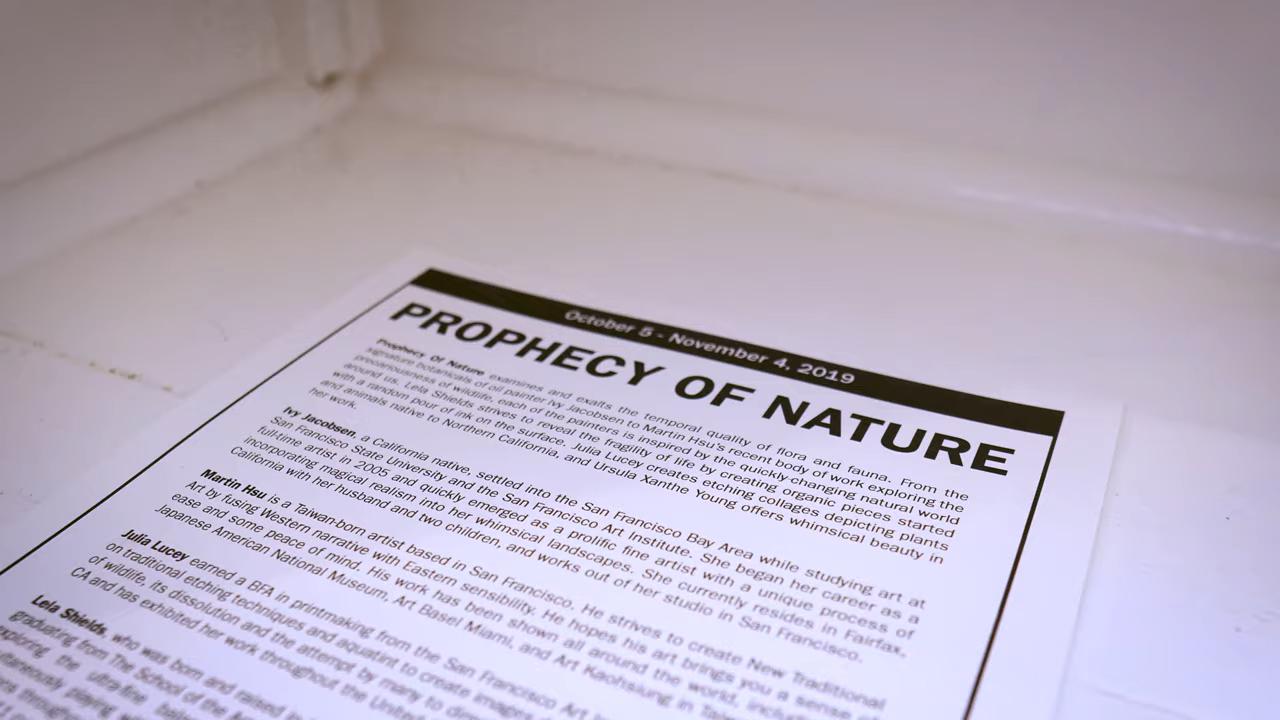 October 5 - November 4, 2019
PROPHECY OF NATURE
Prophecy Of Nature examines and exalts the temporal quality of flora and fauna. From the
signature botanicals of oil painter Ivy Jacobsen to Martin Hsu's recent body of work exploring the
precariousness of wildlife, each of the painters is inspired by the quickly-changing natural world
around us. Lela Shields strives to reveal the fragility of life by creating organic pieces started
with a random pour of ink on the surface. Julia Lucey creates etching collages depicting plants
and animals native to Northern California, and Ursula Xanthe Young offers whimsical beauty in
her work.
Ivy Jacobsen, a California native, settled into the San Francisco Bay Area while studying art at
San Francisco State University and the San Francisco Art Institute. She began her career as a
full-time artist in 2005 and quickly emerged as a prolific fine artist with a unique process of
incorporating magical realism into her whimsical landscapes. She currently resides in Fairfax,
California with her husband and two children, and works out of her studio in San Francisco.
Martin Hsu is a Taiwan-born artist based in San Francisco. He strives to create New Traditional
Art by fusing Western narrative with Eastern sensibility. He hopes his art brings you a sense of
ease and some peace of mind. His work has been shown all around the world,
Japanese American National Museum, Art Basel Miami, and Art Kaohsiung in
Julia Lucey earned a BFA in printmaking from the San Francisco Art
on traditional etching techniques and aquatint to create images
of wildlife, its dissolution and the attempt by many to
CA and has exhibited her work throughout the
Lela Shields, who was born and raised
graduating from The School of the
the ultra-fine
playing